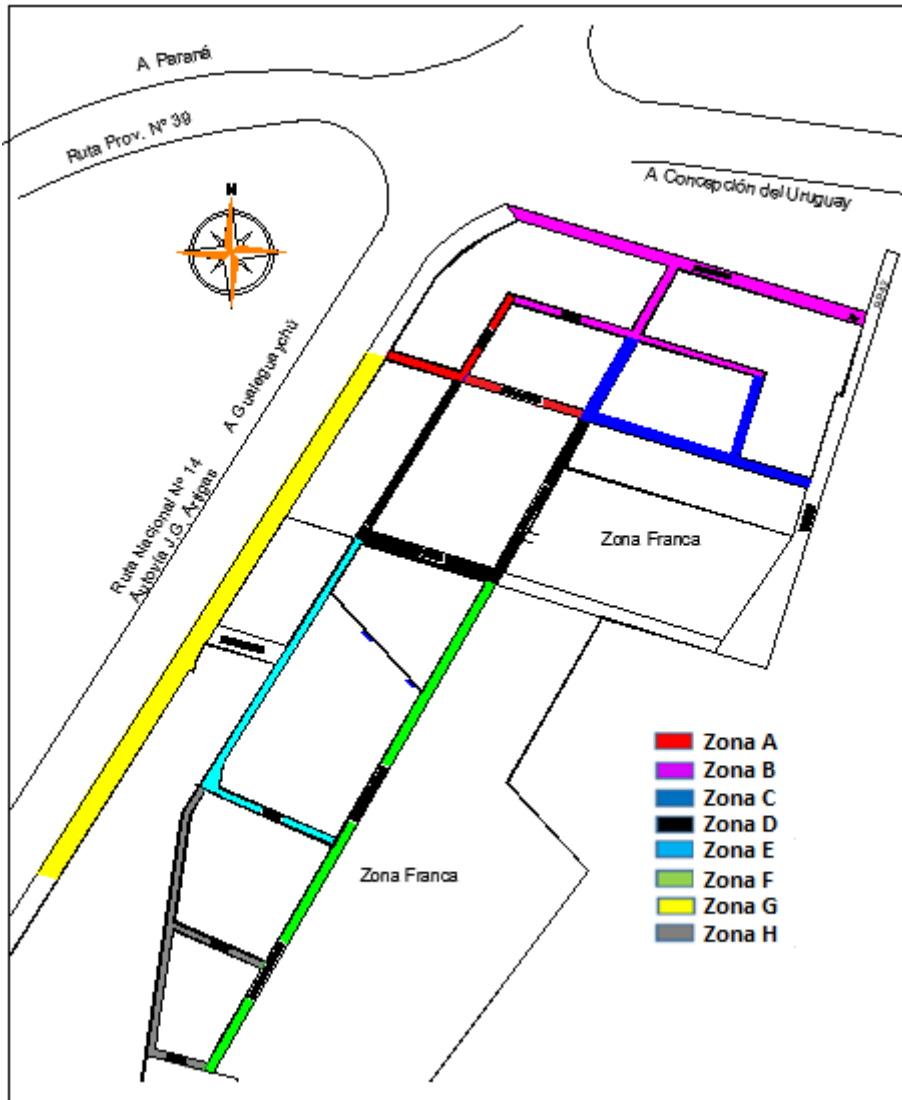 A Paraná
Ruta Prov. Nº 39
A Concepción del Uruguay
N
A Gualeguaychú
Ruta Nacional Nº 14
Autovía J.G. Artigas
Zona Franca
Zona A
Zona B
Zona C
Zona D
Zona E
Zona F
Zona G
Zona H
Zona Franca